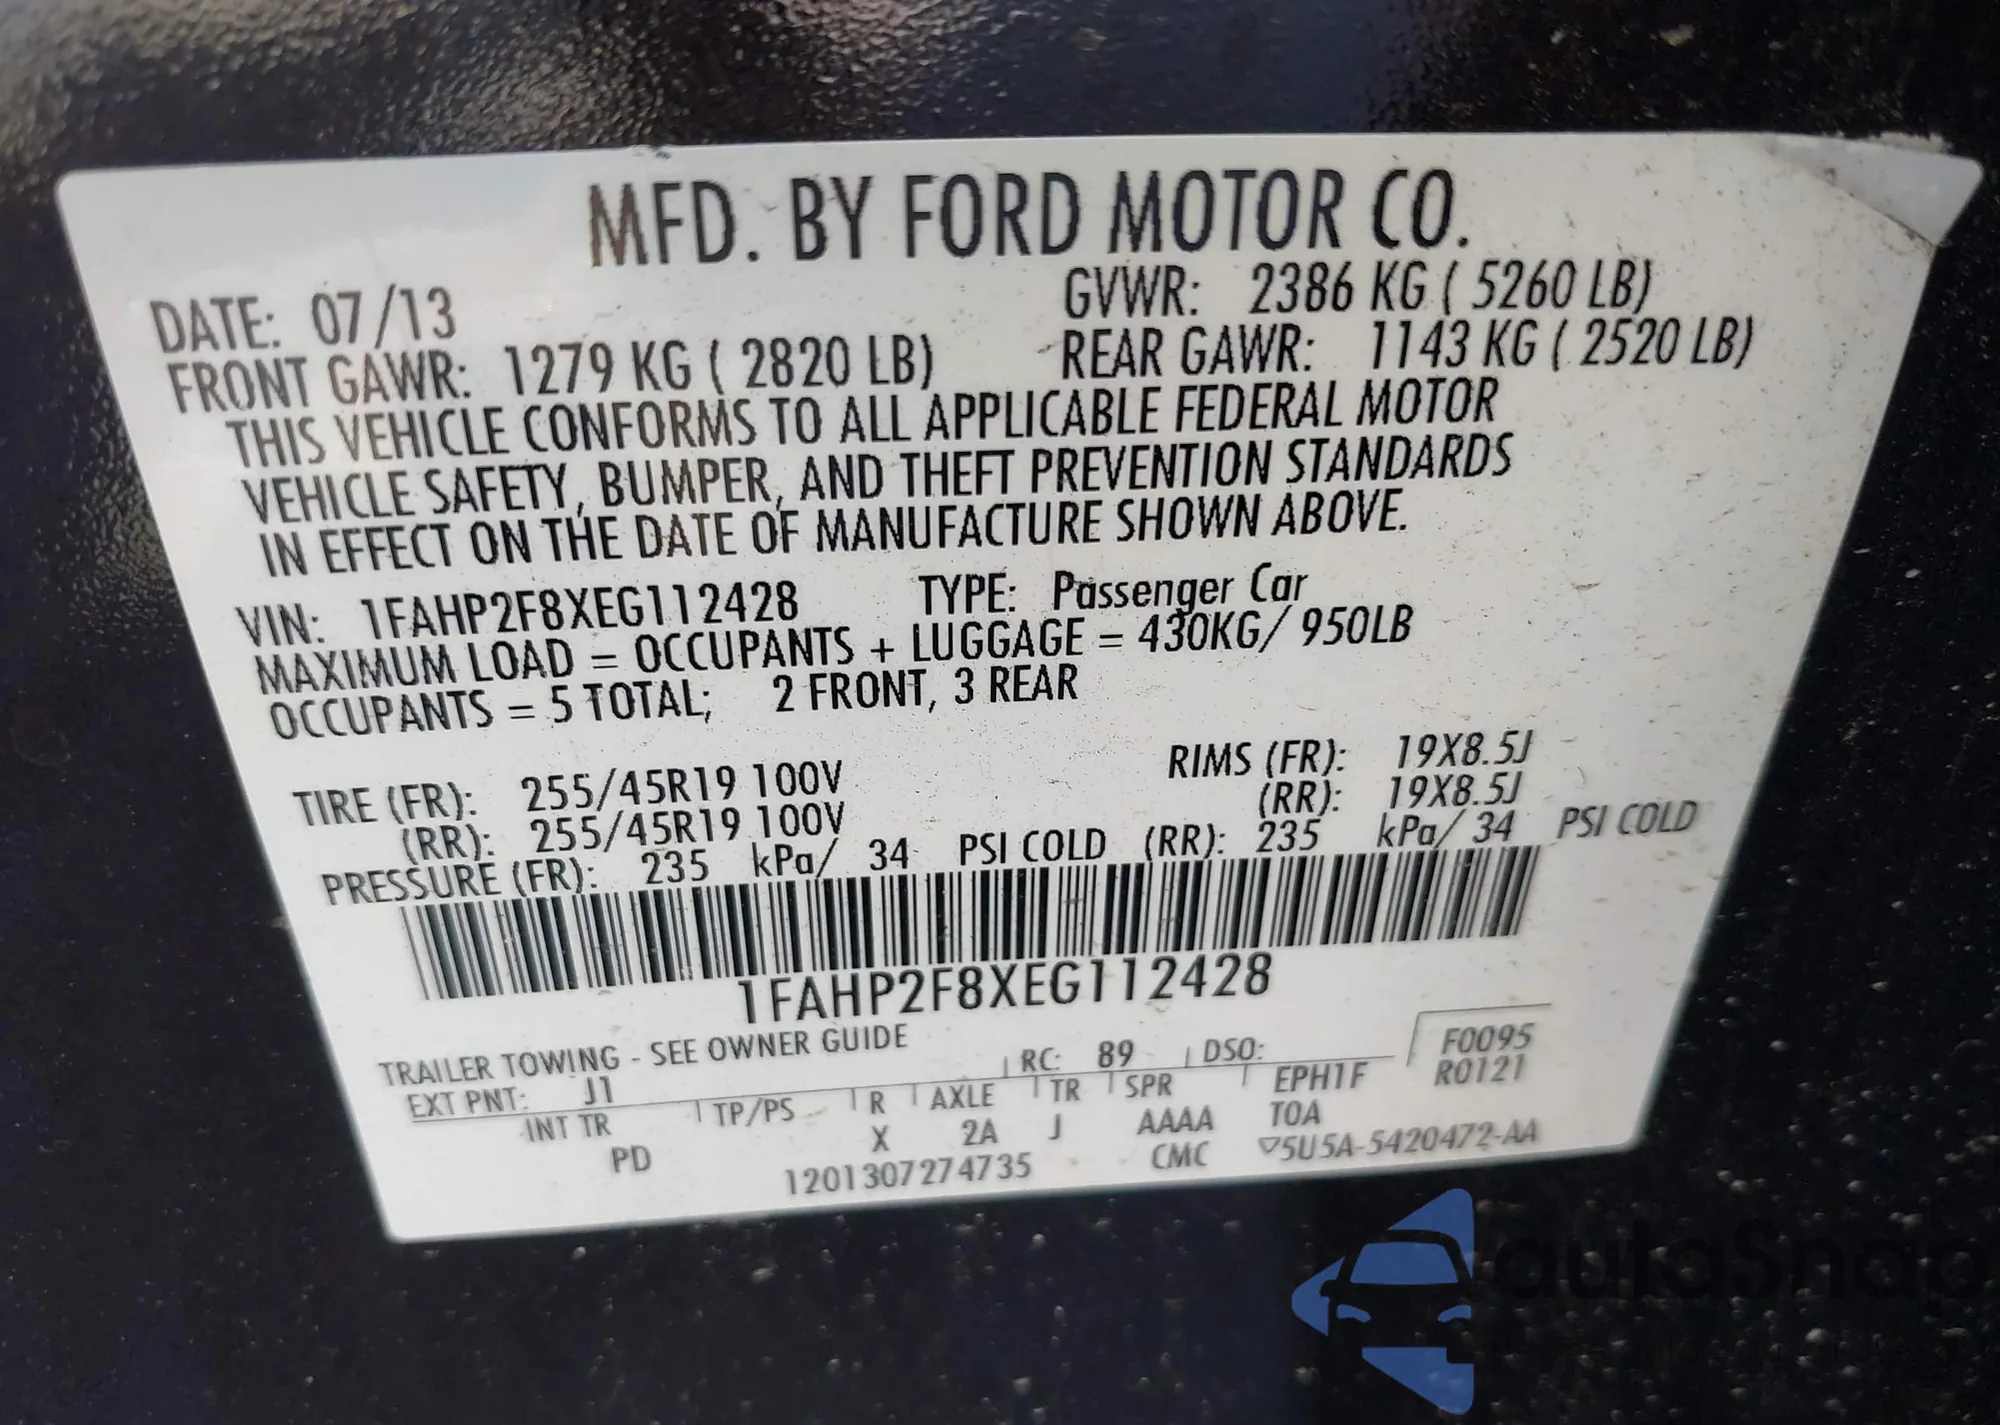 MFD. BY FORD MOTOR CO.
DATE: 07/13 GVWR: 2386 KG ( 5260 LB)
FRONT GAWR: 1279 KG ( 2820 LB) REAR GAWR: 1143 KG ( 2520 LB)
THIS VEHICLE CONFORMS TO ALL APPLICABLE FEDERAL MOTOR
VEHICLE SAFETY, BUMPER, AND THEFT PREVENTION STANDARDS
IN EFFECT ON THE DATE OF MANUFACTURE SHOWN ABOVE.
VIN: 1FAHP2F8XEG112428 TYPE: Passenger Car
MAXIMUM LOAD = OCCUPANTS + LUGGAGE = 430KG/ 950LB
OCCUPANTS = 5 TOTAL; 2 FRONT, 3 REAR
TIRE (FR): 255/45R19 100V RIMS (FR): 19X8.5J
(RR): 255/45R19 100V (RR): 19X8.5J
PRESSURE (FR): 235 kPa/ 34 PSI COLD (RR): 235 kPa/ 34 PSI COLD
1FAHP2F8XEG112428
TRAILER TOWING - SEE OWNER GUIDE
EXT PNT: J1 RC: 89 DSO: F0095
R0121
INT TR TP/PS R AXLE TR SPR EPH1F
PD X 2A J AAAA TOA
1201307274735 CMC ▽5U5A-5420472-AA
autoSnap